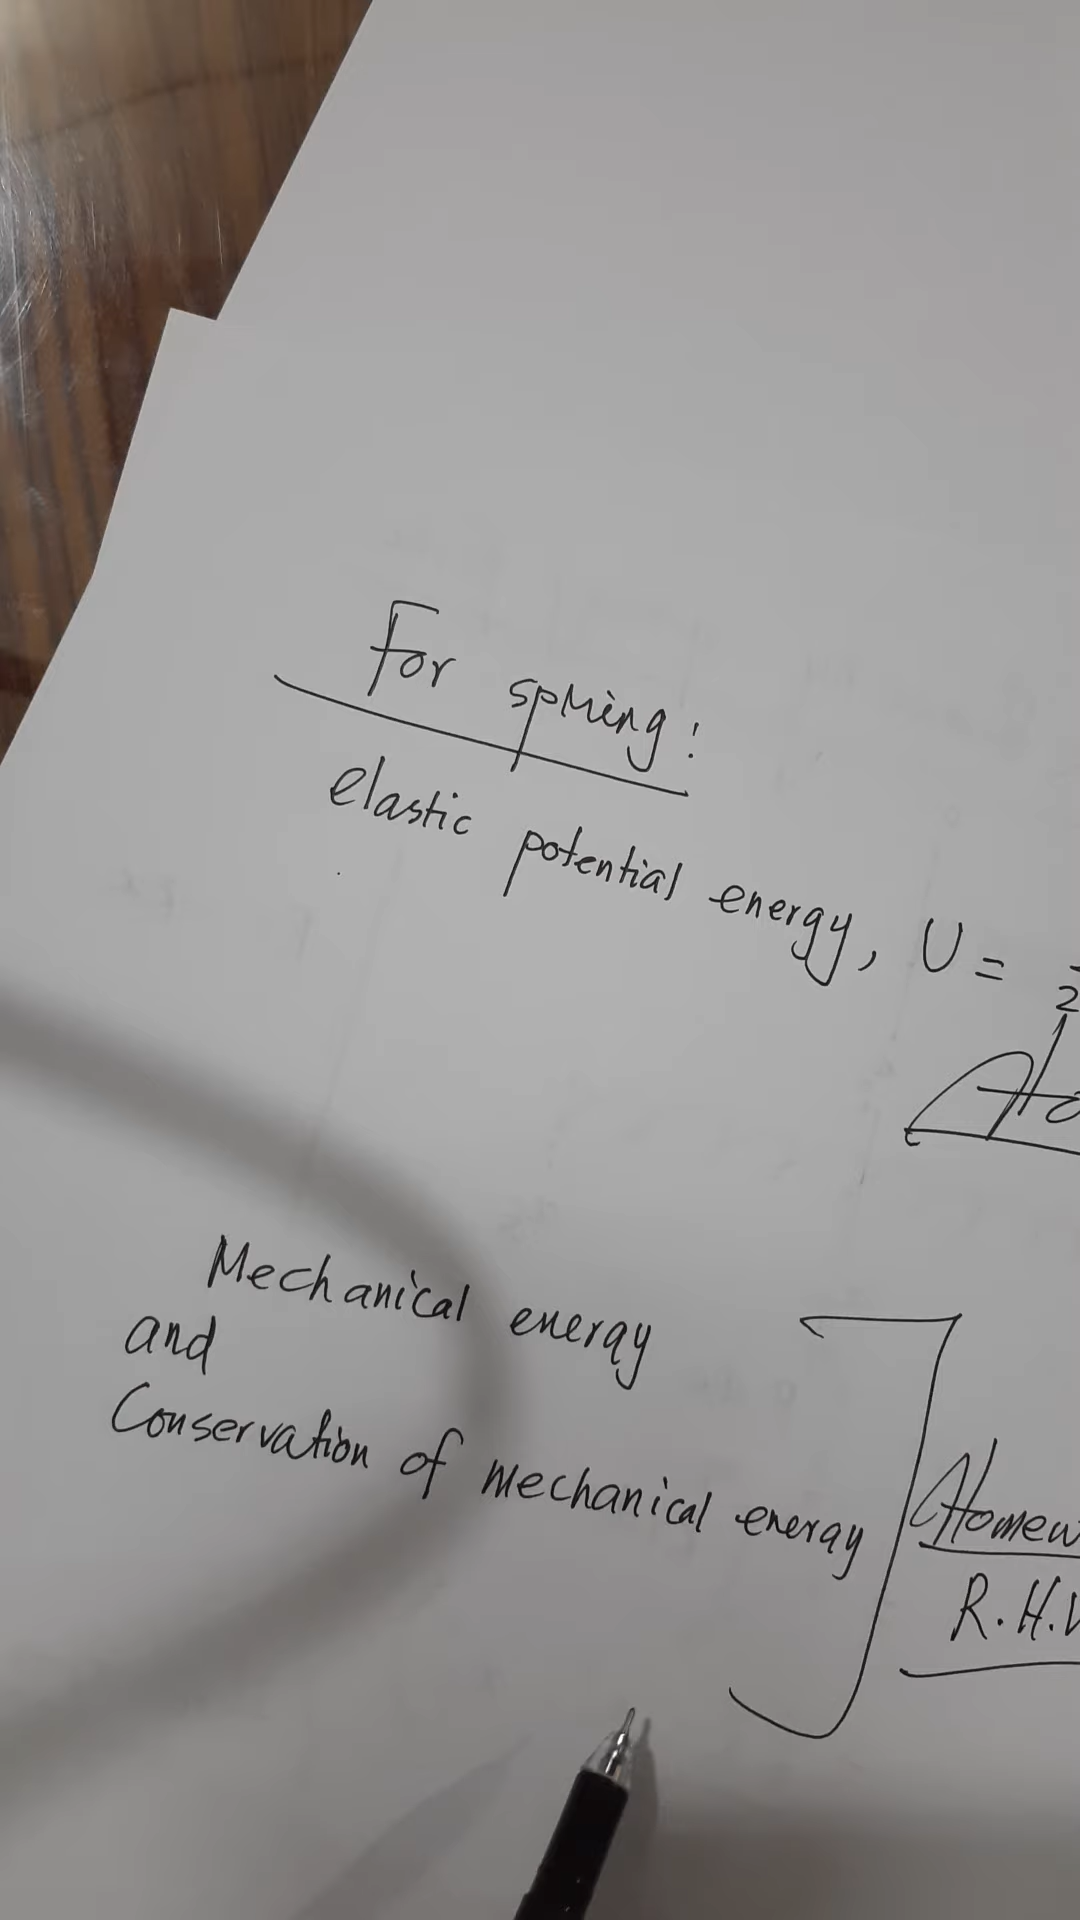 For spring:
elastic potential energy, U = 
Mechanical energy
and
Conservation of mechanical energy
R.H.